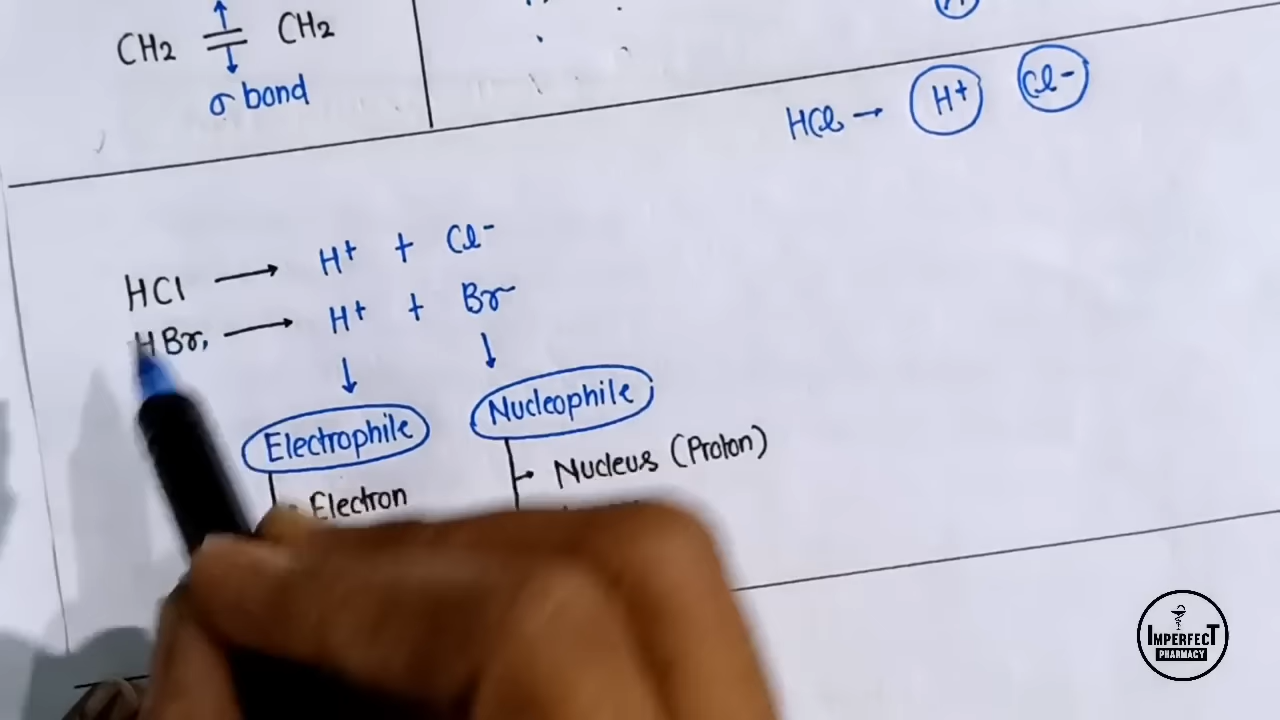 CH2 CH2
σ bond
HCl → H+ Cl-
HCl → H+ + Cl-
HBr, → H+ + Br-
Electrophile
Nucleophile
Electron
Nucleus (Proton)
IMPERFECT
PHARMACY